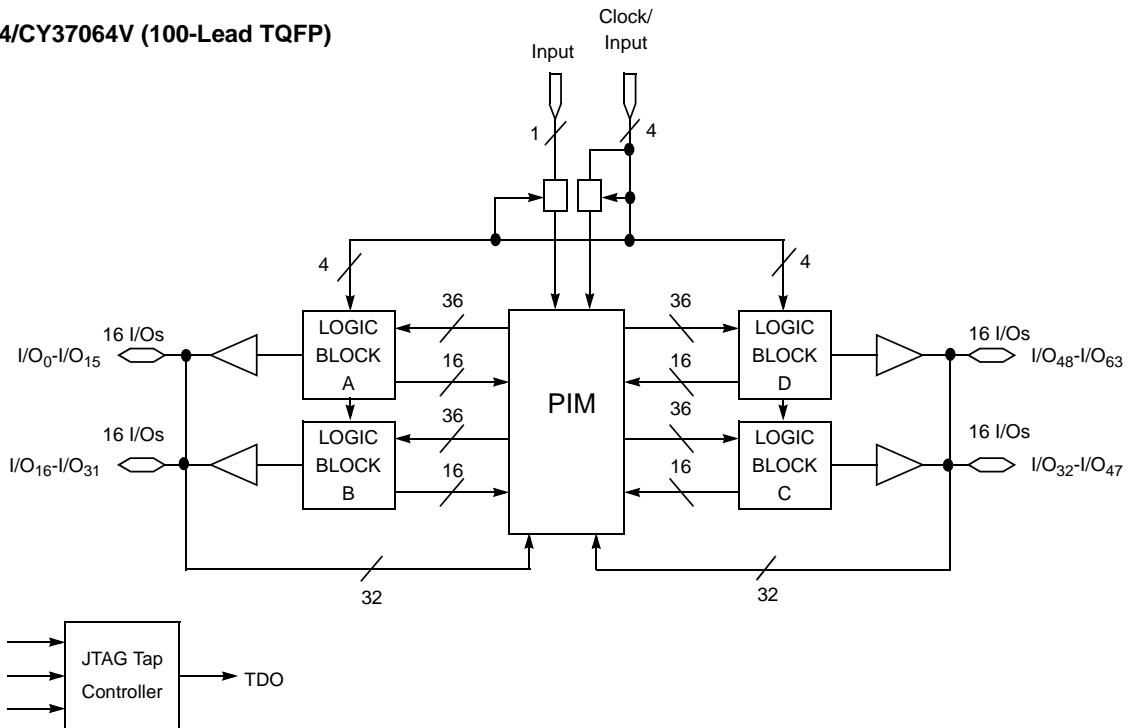 4/CY37064V (100-Lead TQFP)
Clock/
Input
Input
1
4
4
4
36
36
16 I/Os
LOGIC
BLOCK
A
LOGIC
BLOCK
D
16 I/Os
I/O0-I/O15
I/O48-I/O63
16
16
PIM
36
36
16 I/Os
LOGIC
BLOCK
B
LOGIC
BLOCK
C
16 I/Os
I/O16-I/O31
I/O32-I/O47
16
16
32
32
JTAG Tap
Controller
TDO